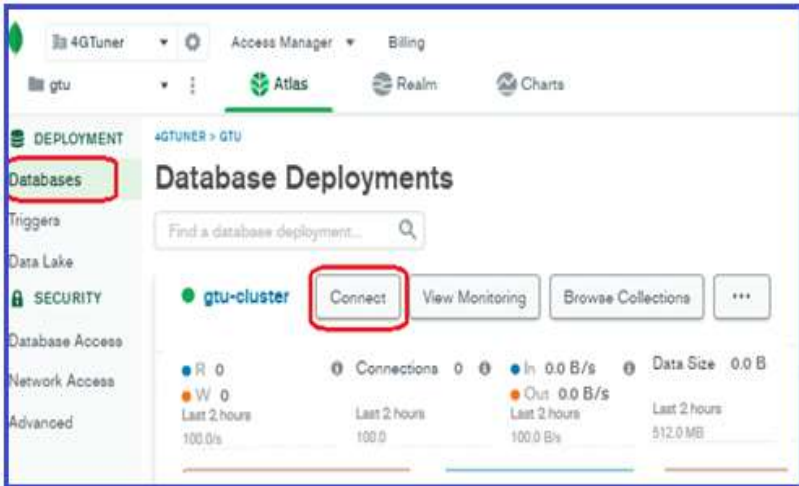 4GTuner Access Manager Billing
gtu Atlas Realm Charts
DEPLOYMENT
Databases
Triggers
Data Lake
SECURITY
Database Access
Network Access
Advanced
4GTUNER > GTU
Database Deployments
Find a database deployment...
gtu-cluster Connect View Monitoring Browse Collections ...
R 0
W 0
Last 2 hours
100.0/s
Connections 0
Last 2 hours
100.0
In 0.0 B/s
Out 0.0 B/s
Last 2 hours
100.0 B/s
Data Size 0.0 B
Last 2 hours
512.0 MB